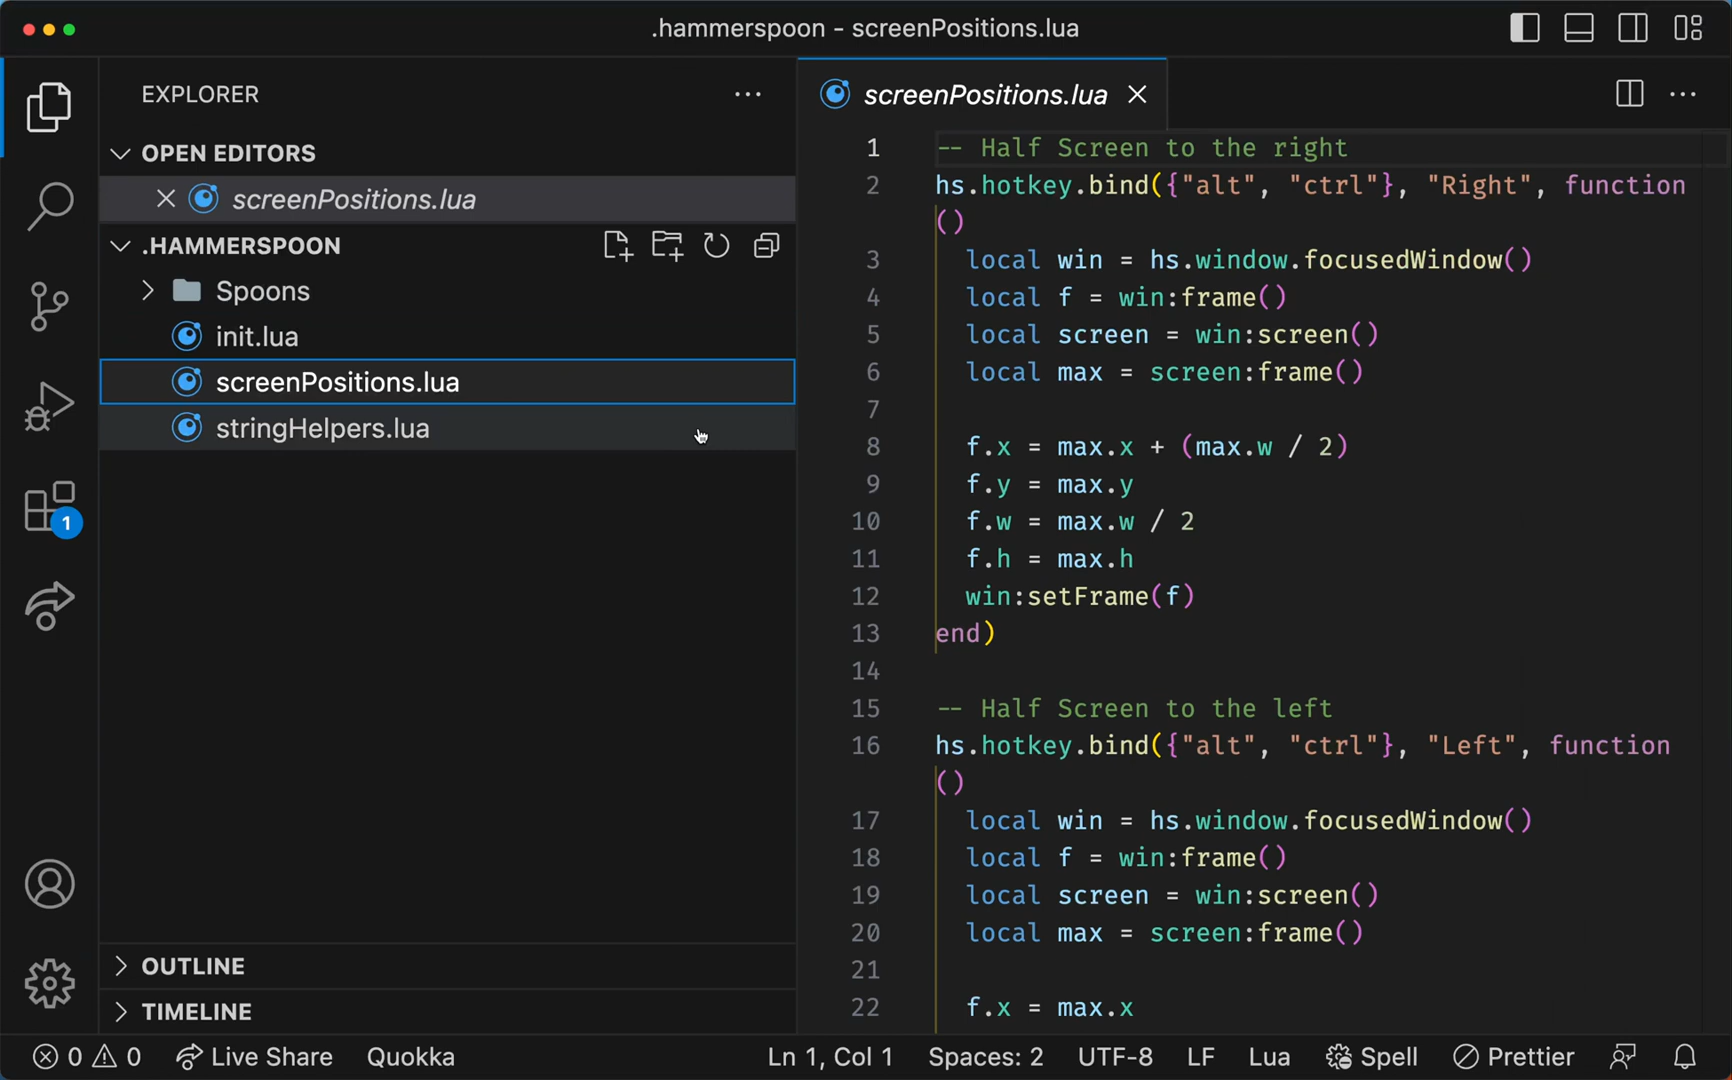 .hammerspoon - screenPositions.lua
EXPLORER
OPEN EDITORS
screenPositions.lua
.HAMMERSPOON
Spoons
init.lua
screenPositions.lua
stringHelpers.lua
1
OUTLINE
TIMELINE
screenPositions.lua
1 -- Half Screen to the right
2 hs.hotkey.bind({"alt", "ctrl"}, "Right", function
()
3 local win = hs.window.focusedWindow()
4 local f = win:frame()
5 local screen = win:screen()
6 local max = screen:frame()
7
8 f.x = max.x + (max.w / 2)
9 f.y = max.y
10 f.w = max.w / 2
11 f.h = max.h
12 win:setFrame(f)
13 end)
14
15 -- Half Screen to the left
16 hs.hotkey.bind({"alt", "ctrl"}, "Left", function
()
17 local win = hs.window.focusedWindow()
18 local f = win:frame()
19 local screen = win:screen()
20 local max = screen:frame()
21
22 f.x = max.x
0 0 Live Share Quokka Ln 1, Col 1 Spaces: 2 UTF-8 LF Lua Spell Prettier